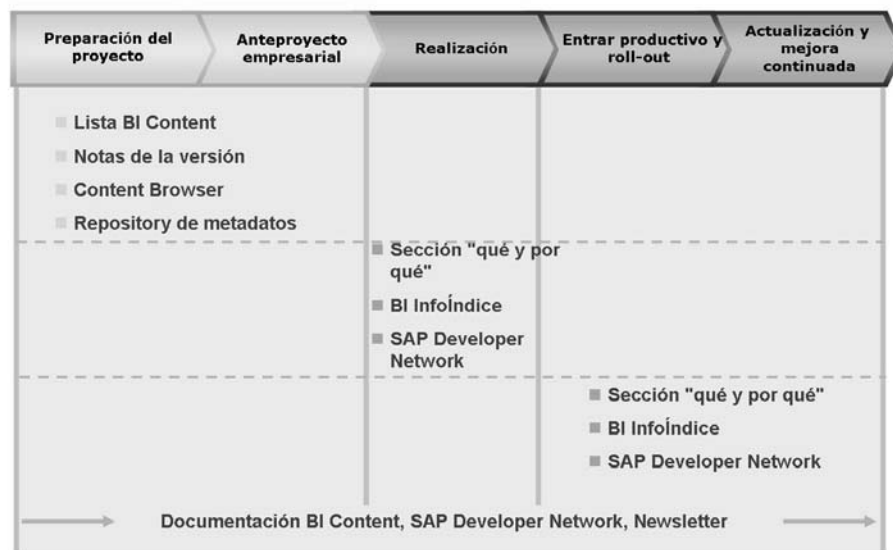 Preparación del
proyecto
Anteproyecto
empresarial
Realización
Entrar productivo y
roll-out
Actualización y
mejora
continuada
Lista BI Content
Notas de la versión
Content Browser
Repository de metadatos
Sección "qué y por
qué"
BI InfoÍndice
SAP Developer
Network
Sección "qué y por qué"
BI InfoÍndice
SAP Developer Network
Documentación BI Content, SAP Developer Network, Newsletter